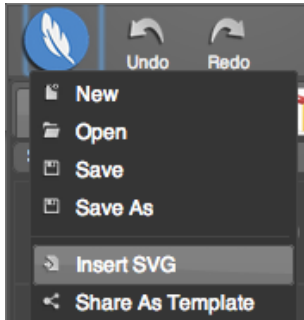 Undo Redo
New
Open
Save
Save As
Insert SVG
Share As Template